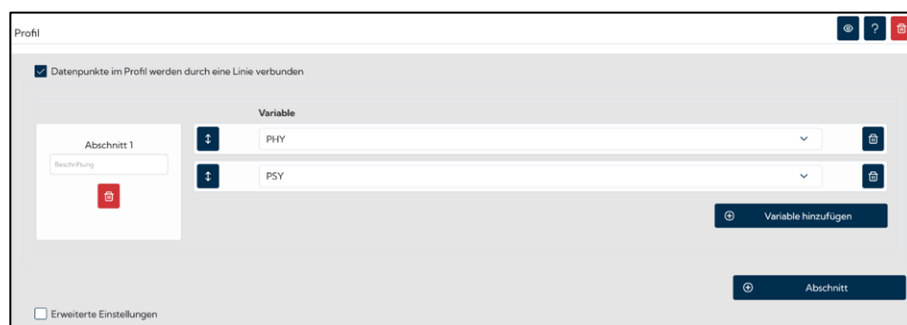 Profil
?
Datenpunkte im Profil werden durch eine Linie verbunden
Variable
Abschnitt 1
Beschriftung
PHY
PSY
Variable hinzufügen
Abschnitt
Erweiterte Einstellungen